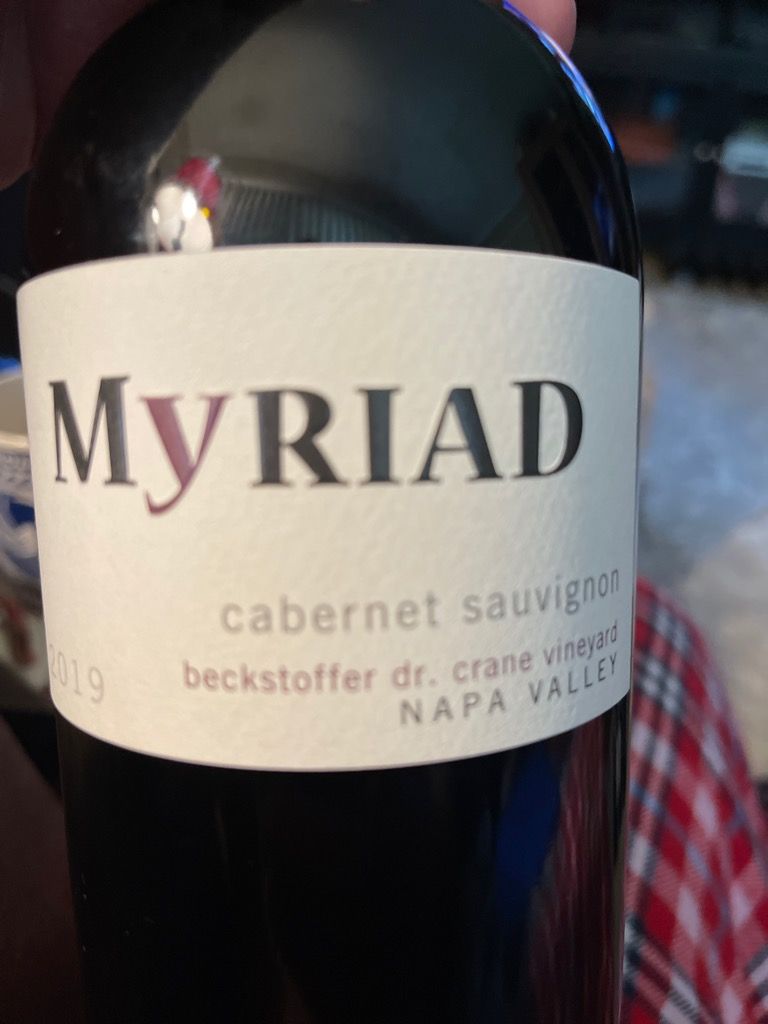 MyRIAD
cabernet sauvignon
2019
beckstoffer dr. crane vineyard
NAPA VALLEY